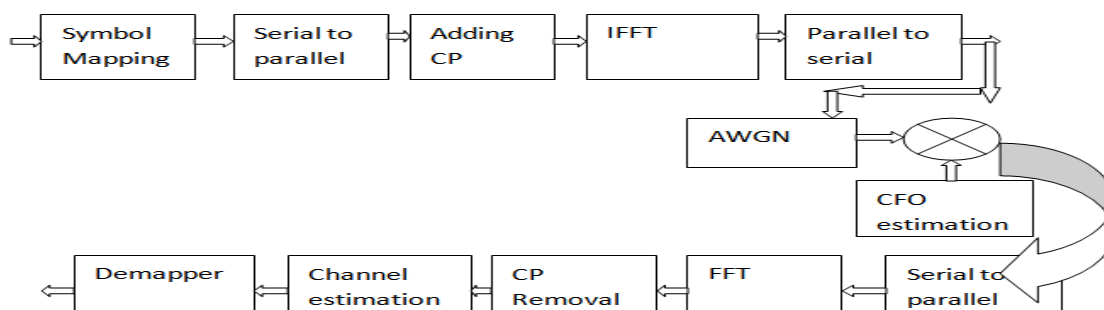 Symbol
Mapping
Serial to
parallel
Adding
CP
IFFT
Parallel to
serial
AWGN
CFO
estimation
Demapper
Channel
estimation
CP
Removal
FFT
Serial to
parallel